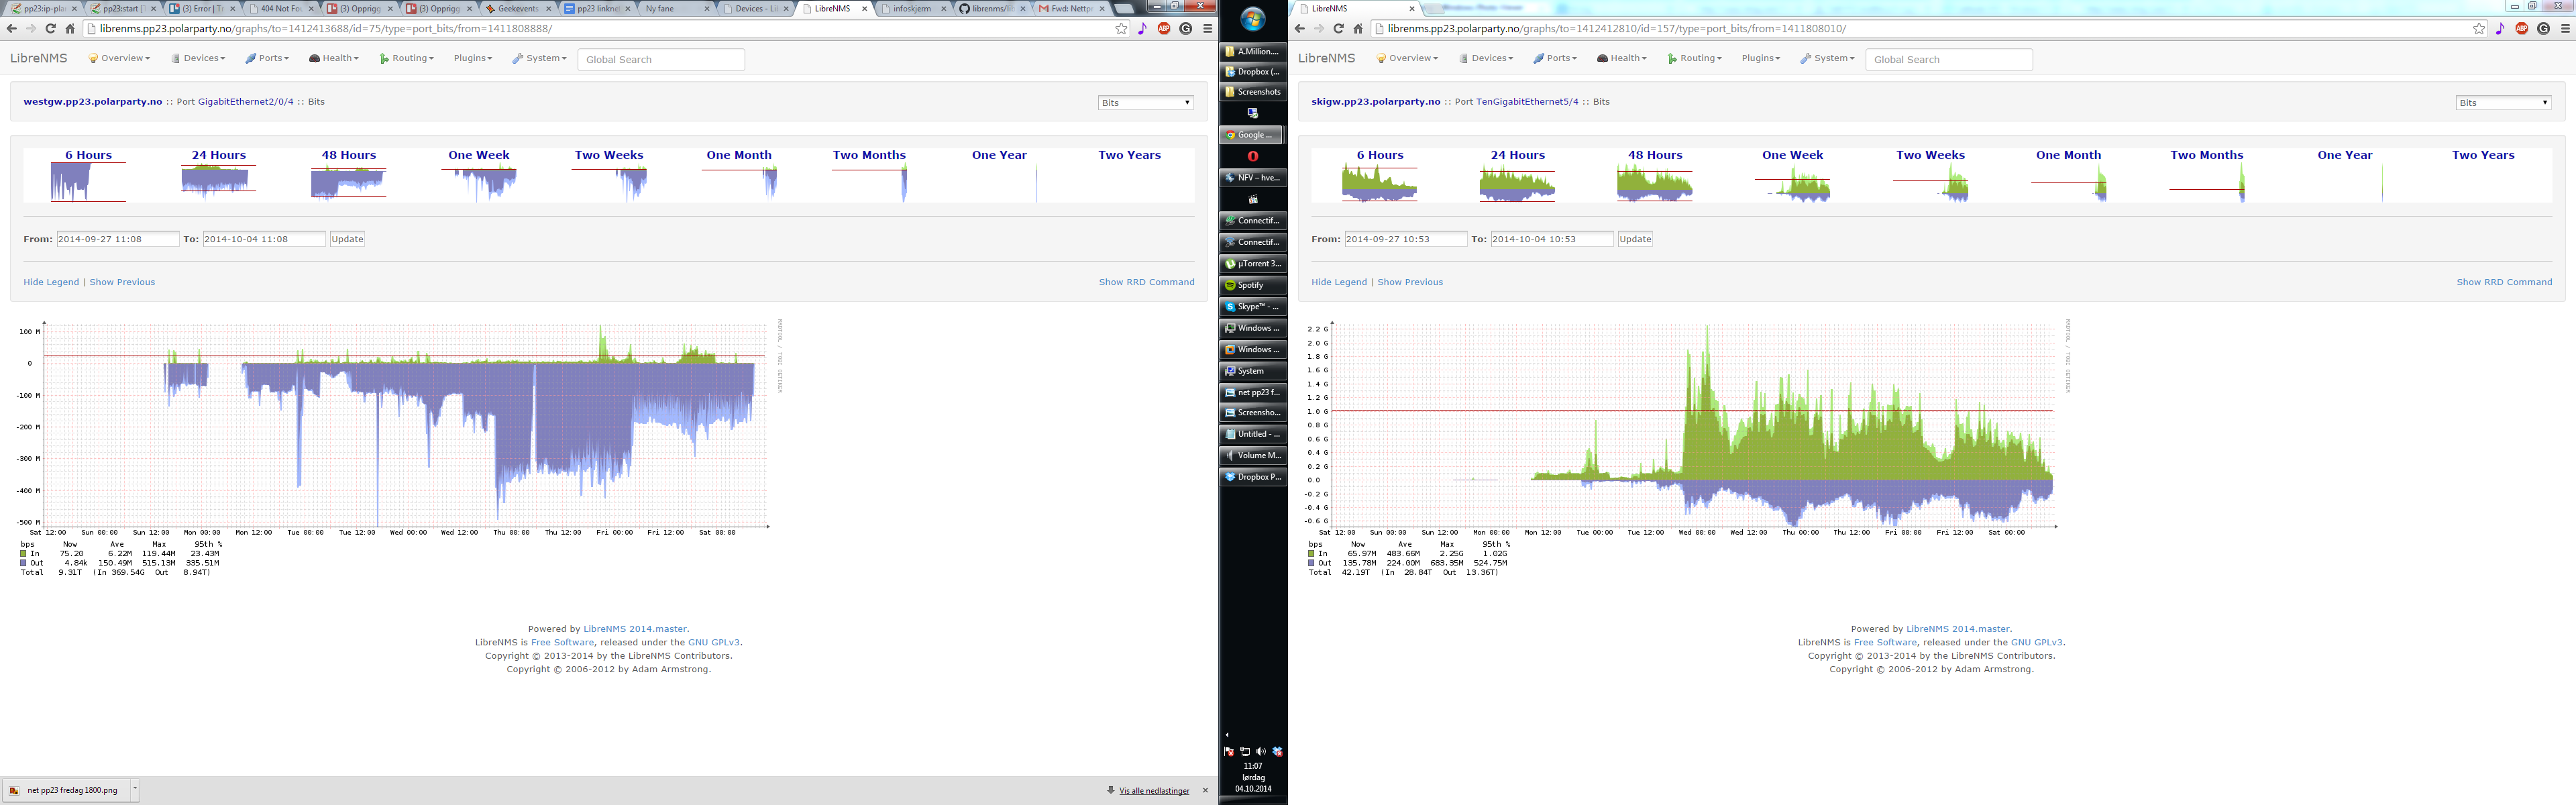 pp23:ip-plan
pp23:start [
(3) Error | Tr
404 Not Fou
(3) Opprigg
(3) Opprigg
Geekevents
pp23 linknet
Ny fane
Devices - Lib
LibreNMS
infoskjerm
librenms/lib
Fwd: Nettpr
librenms.pp23.polarparty.no/graphs/to=1412413688/id=75/type=port_bits/from=1411808888/
LibreNMS Overview Devices Ports Health Routing Plugins System Global Search
westgw.pp23.polarparty.no :: Port GigabitEthernet2/0/4 :: Bits
Bits
6 Hours 24 Hours 48 Hours One Week Two Weeks One Month Two Months One Year Two Years
From: 2014-09-27 11:08 To: 2014-10-04 11:08 Update
Hide Legend | Show Previous
Show RRD Command
RRDTOOL / TOBI OETIKER
100 M
0
-100 M
-200 M
-300 M
-400 M
-500 M
Sat 12:00 Sun 00:00 Sun 12:00 Mon 00:00 Mon 12:00 Tue 00:00 Tue 12:00 Wed 00:00 Wed 12:00 Thu 00:00 Thu 12:00 Fri 00:00 Fri 12:00 Sat 00:00
bps Now Ave Max 95th %
In 75.20 6.22M 119.44M 23.43M
Out 4.84k 150.49M 515.13M 335.51M
Total 9.31T (In 369.54G Out 8.94T)
Powered by LibreNMS 2014.master.
LibreNMS is Free Software, released under the GNU GPLv3.
Copyright © 2013-2014 by the LibreNMS Contributors.
Copyright © 2006-2012 by Adam Armstrong.
net pp23 fredag 1800.png
Vis alle nedlastinger
A.Million....
Dropbox (...
Screenshots
Google ...
NFV – hve...
Connectif...
Connectif...
µTorrent 3...
Spotify
Skype™ - ...
Windows ...
Windows ...
System
net pp23 f...
Screensho...
Untitled - ...
Volume M...
Dropbox P...
11:07
lørdag
04.10.2014
LibreNMS
librenms.pp23.polarparty.no/graphs/to=1412412810/id=157/type=port_bits/from=1411808010/
LibreNMS Overview Devices Ports Health Routing Plugins System Global Search
skigw.pp23.polarparty.no :: Port TenGigabitEthernet5/4 :: Bits
Bits
6 Hours 24 Hours 48 Hours One Week Two Weeks One Month Two Months One Year Two Years
From: 2014-09-27 10:53 To: 2014-10-04 10:53 Update
Hide Legend | Show Previous
Show RRD Command
RRDTOOL / TOBI OETIKER
2.2 G
2.0 G
1.8 G
1.6 G
1.4 G
1.2 G
1.0 G
0.8 G
0.6 G
0.4 G
0.2 G
0.0
-0.2 G
-0.4 G
-0.6 G
Sat 12:00 Sun 00:00 Sun 12:00 Mon 00:00 Mon 12:00 Tue 00:00 Tue 12:00 Wed 00:00 Wed 12:00 Thu 00:00 Thu 12:00 Fri 00:00 Fri 12:00 Sat 00:00
bps Now Ave Max 95th %
In 65.97M 483.66M 2.25G 1.02G
Out 135.78M 224.00M 683.35M 524.75M
Total 42.19T (In 28.84T Out 13.36T)
Powered by LibreNMS 2014.master.
LibreNMS is Free Software, released under the GNU GPLv3.
Copyright © 2013-2014 by the LibreNMS Contributors.
Copyright © 2006-2012 by Adam Armstrong.